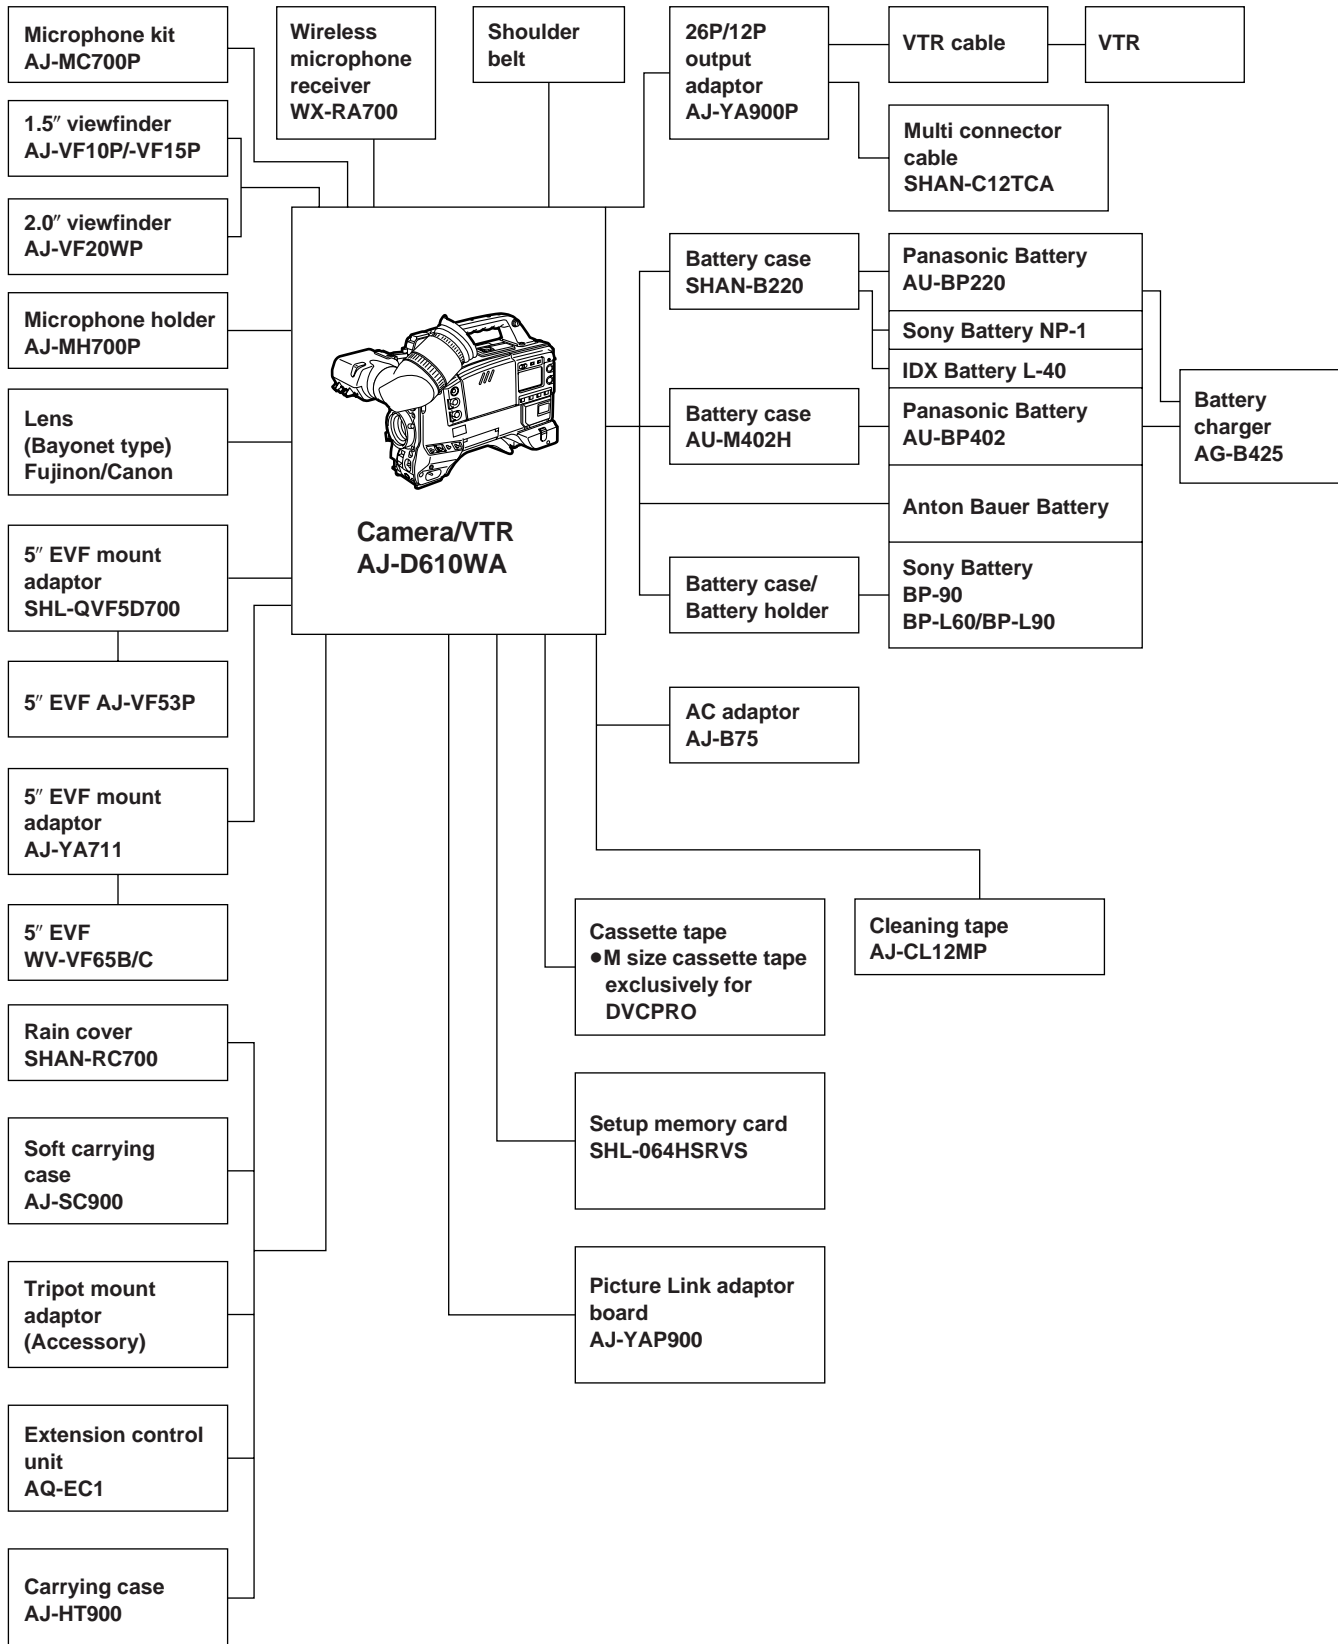 Microphone kit
AJ-MC700P
Wireless
microphone
receiver
WX-RA700
Shoulder
belt
26P/12P
output
adaptor
AJ-YA900P
VTR cable
VTR
1.5″ viewfinder
AJ-VF10P/-VF15P
Multi connector
cable
SHAN-C12TCA
2.0″ viewfinder
AJ-VF20WP
Battery case
SHAN-B220
Panasonic Battery
AU-BP220
Sony Battery NP-1
IDX Battery L-40
Microphone holder
AJ-MH700P
Lens
(Bayonet type)
Fujinon/Canon
Battery case
AU-M402H
Panasonic Battery
AU-BP402
Battery
charger
AG-B425
Anton Bauer Battery
Camera/VTR
AJ-D610WA
5″ EVF mount
adaptor
SHL-QVF5D700
Battery case/
Battery holder
Sony Battery
BP-90
BP-L60/BP-L90
5″ EVF AJ-VF53P
AC adaptor
AJ-B75
5″ EVF mount
adaptor
AJ-YA711
5″ EVF
WV-VF65B/C
Cassette tape
●M size cassette tape
exclusively for
DVCPRO
Cleaning tape
AJ-CL12MP
Rain cover
SHAN-RC700
Soft carrying
case
AJ-SC900
Setup memory card
SHL-064HSRVS
Tripot mount
adaptor
(Accessory)
Picture Link adaptor
board
AJ-YAP900
Extension control
unit
AQ-EC1
Carrying case
AJ-HT900